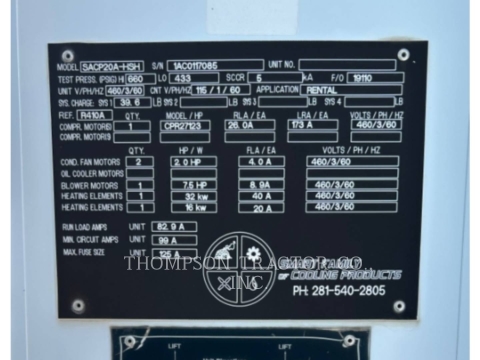 MODEL SACP20A-HSH S/N 1AC0117085 UNIT NO.
TEST PRESS. (PSIG) HI 660 LO 433 SCCR 5 kA F/O 19110
UNIT V/PH/HZ 460/3/60 CNT V/PH/HZ 115/1/60 APPLICATION RENTAL
SYS. CHARGE: SYS 1 39.6 LB SYS 2 LB SYS 3 LB SYS 4 LB
REF. R410A QTY. MODEL / HP RLA / EA LRA / EA VOLTS / PH / HZ
COMPR. MOTOR(S) 1 CPR27123 26.0A 173 A 460/3/60
COMPR. MOTOR(S)
QTY. HP / W FLA / EA VOLTS / PH / HZ
COND. FAN MOTORS 2 2.0 HP 4.0 A 460/3/60
OIL COOLER MOTORS
BLOWER MOTORS 1 7.5 HP 8.9A 460/3/60
HEATING ELEMENTS 1 32 kw 40 A 460/3/60
HEATING ELEMENTS 1 16 kw 20 A 460/3/60
RUN LOAD AMPS UNIT 82.9 A
MIN. CIRCUIT AMPS UNIT 99 A
MAX. FUSE SIZE UNIT 125 A
THOMPSON TRACTOR CO
INC
SMART FAMILY
OF COOLING PRODUCTS
PH: 281-540-2805
LIFT LIFT